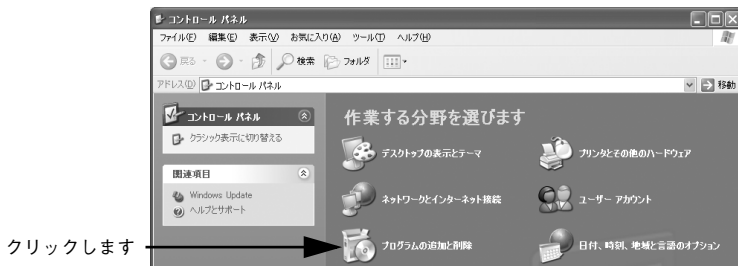 コントロール パネル
ファイル(F) 編集(E) 表示(V) お気に入り(A) ツール(T) ヘルプ(H)
戻る 検索 フォルダ
アドレス(D) コントロール パネル 移動
コントロール パネル
クラシック表示に切り替える
関連項目
Windows Update
ヘルプとサポート
作業する分野を選びます
デスクトップの表示とテーマ
プリンタとその他のハードウェア
ネットワークとインターネット接続
ユーザー アカウント
クリックします
プログラムの追加と削除
日付、時刻、地域と言語のオプション